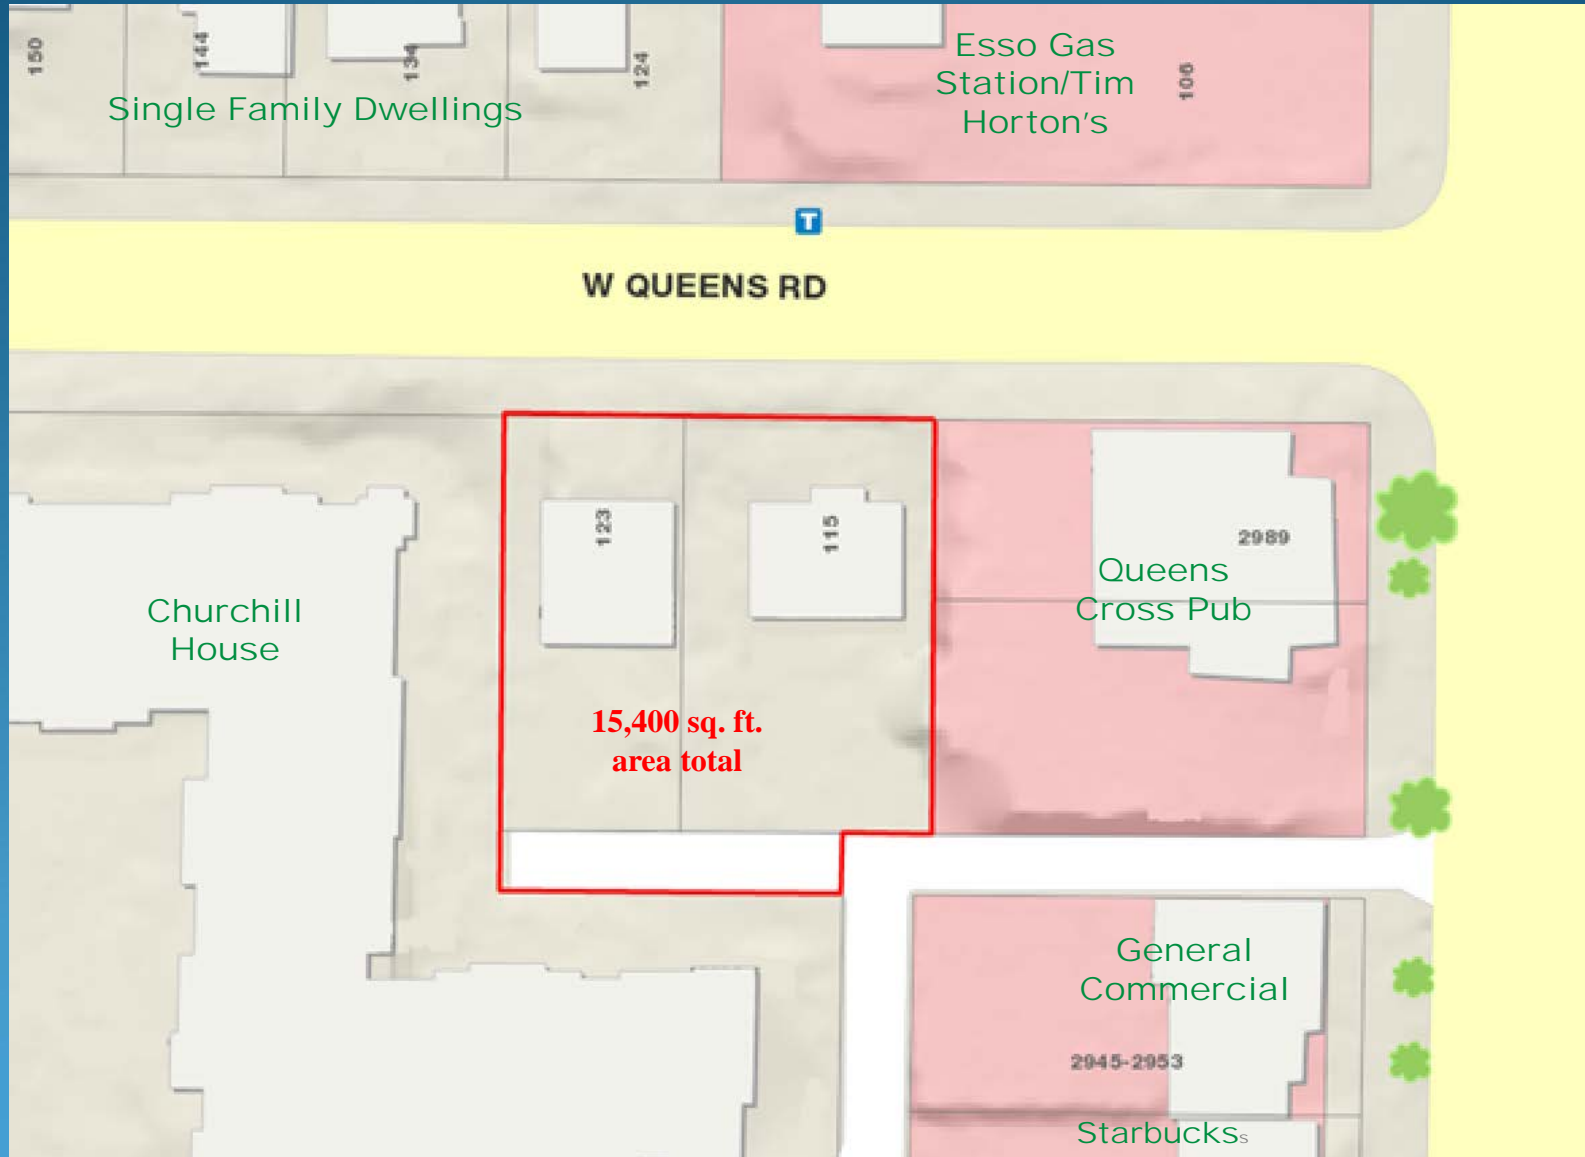 150
144
134
124
106
Single Family Dwellings
Esso Gas
Station/Tim
Horton's
T
W QUEENS RD
123
115
2989
Queens
Cross Pub
Churchill
House
15,400 sq. ft.
area total
General
Commercial
2945-2953
Starbuckss